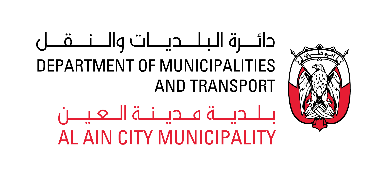 دائرة البلديات والنقل
DEPARTMENT OF MUNICIPALITIES
AND TRANSPORT
بلدية مدينة العين
AL AIN CITY MUNICIPALITY